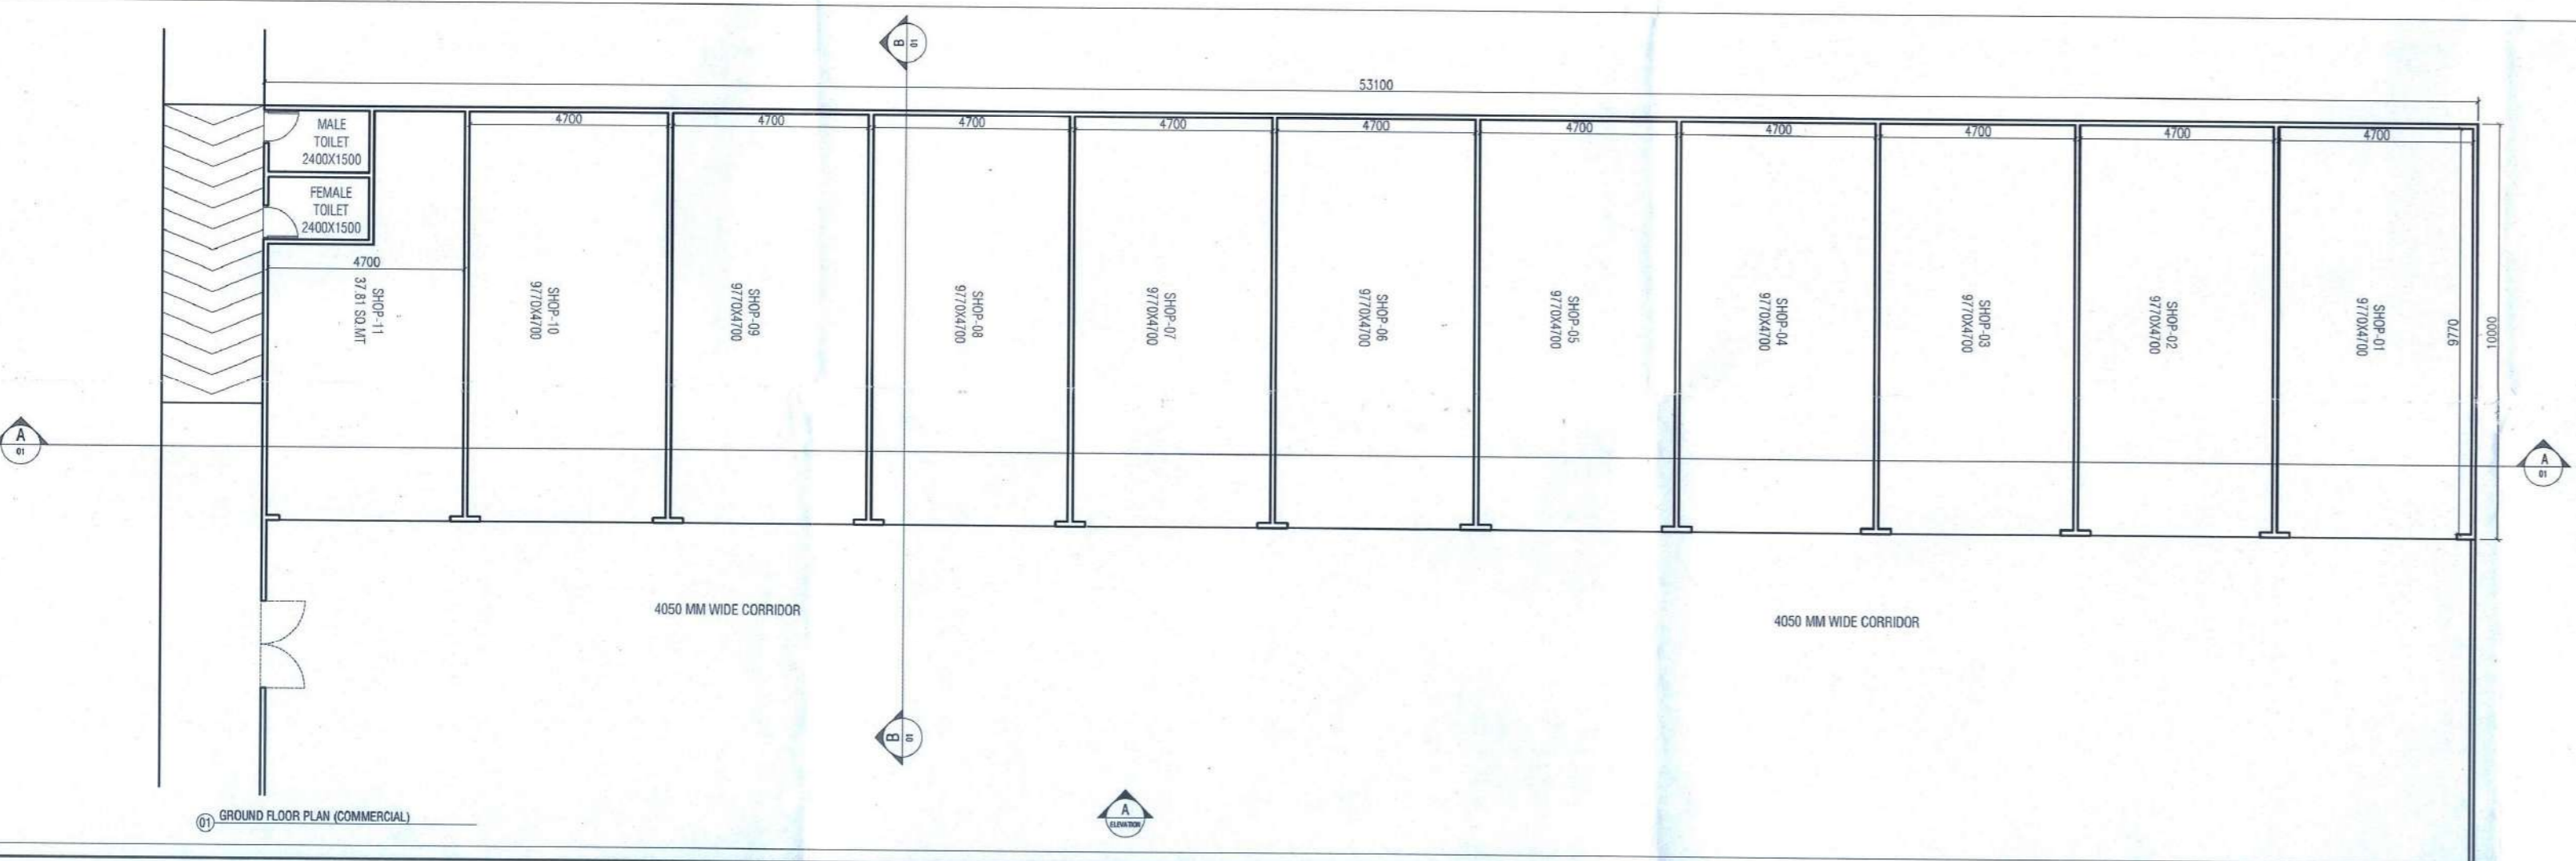 B
01
53100
4700
4700
4700
4700
4700
4700
4700
4700
4700
4700
MALE
TOILET
2400X1500
FEMALE
TOILET
2400X1500
4700
SHOP-11
37.81 SQ.MT
SHOP-10
9770X4700
SHOP-09
9770X4700
SHOP-08
9770X4700
SHOP-07
9770X4700
SHOP-06
9770X4700
SHOP-05
9770X4700
SHOP-04
9770X4700
SHOP-03
9770X4700
SHOP-02
9770X4700
SHOP-01
9770X4700
9770
10000
A
01
A
01
4050 MM WIDE CORRIDOR
4050 MM WIDE CORRIDOR
B
01
A
ELEVATION
01 GROUND FLOOR PLAN (COMMERCIAL)